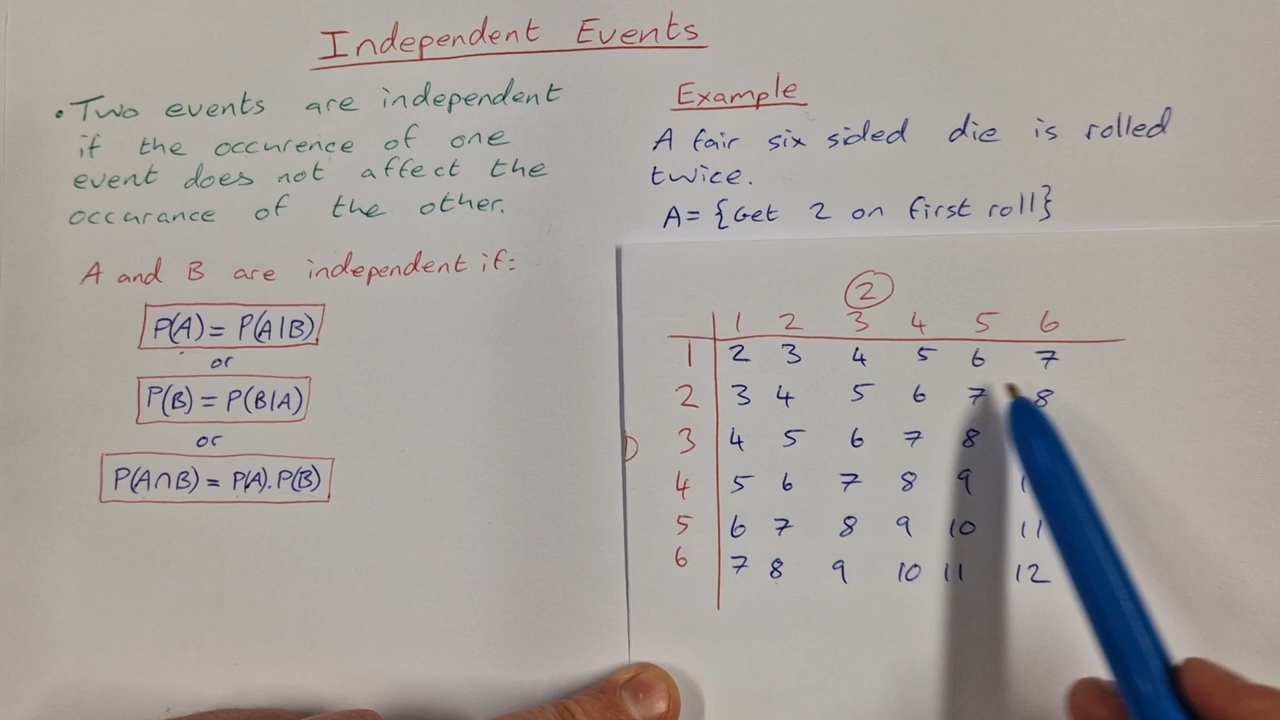 Independent Events
• Two events are independent
if the occurence of one
event does not affect the
occurance of the other.
A and B are independent if:
P(A) = P(A|B)
or
P(B) = P(B|A)
or
P(A∩B) = P(A).P(B)
Example
A fair six sided die is rolled
twice.
A = {Get 2 on first roll}
2
1 2 3 4 5 6
1 2 3 4 5 6 7
2 3 4 5 6 7 8
3 4 5 6 7 8
4 5 6 7 8 9
5 6 7 8 9 10 11
6 7 8 9 10 11 12